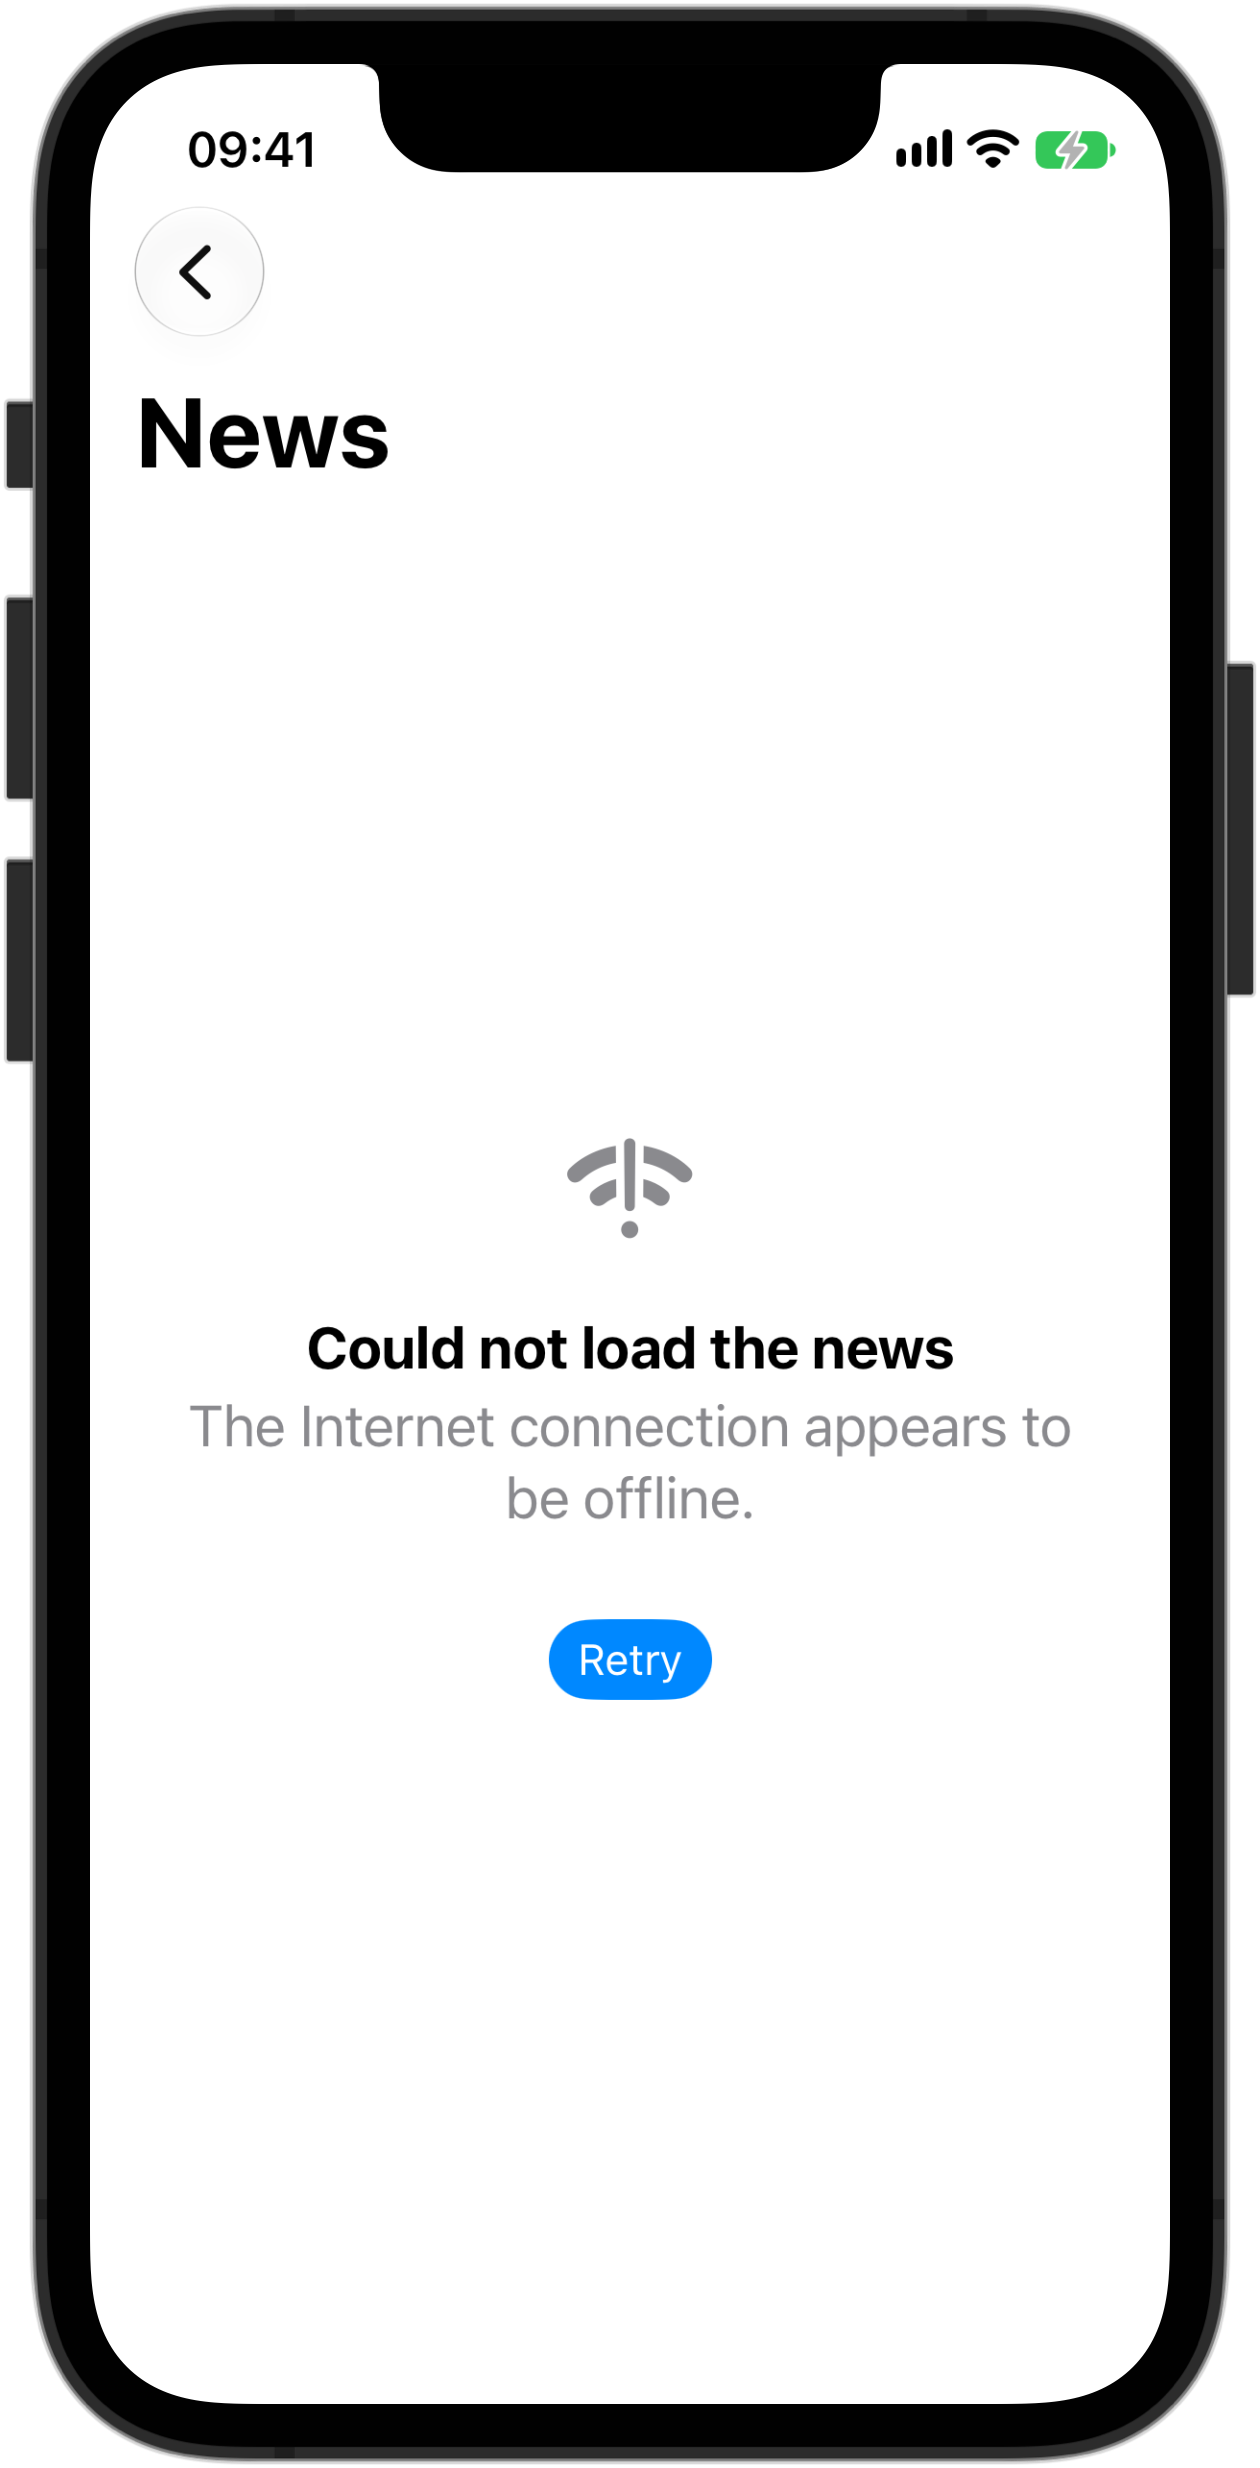 09:41
News
Could not load the news
The Internet connection appears to
be offline.
Retry